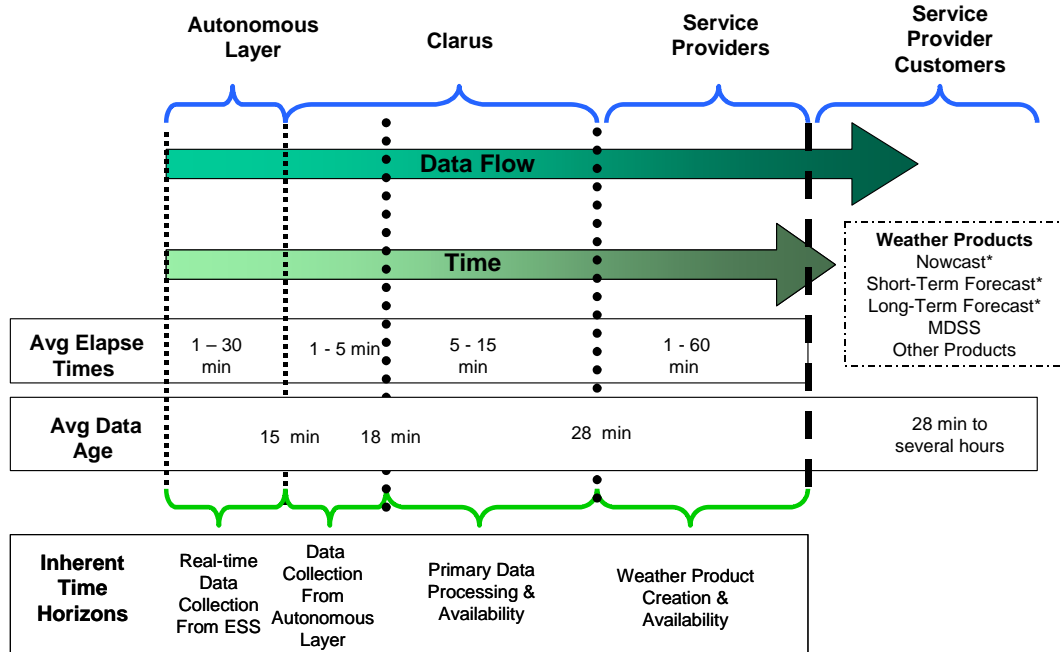 Autonomous
Layer
Clarus
Service
Providers
Service
Provider
Customers
Data Flow
Time
Weather Products
Nowcast*
Short-Term Forecast*
Long-Term Forecast*
MDSS
Other Products
Avg Elapse
Times
1 – 30
min
1 - 5 min
5 - 15
min
1 - 60
min
Avg Data
Age
15 min
18 min
28 min
28 min to
several hours
Inherent
Time
Horizons
Real-time
Data
Collection
From ESS
Data
Collection
From
Autonomous
Layer
Primary Data
Processing &
Availability
Weather Product
Creation &
Availability